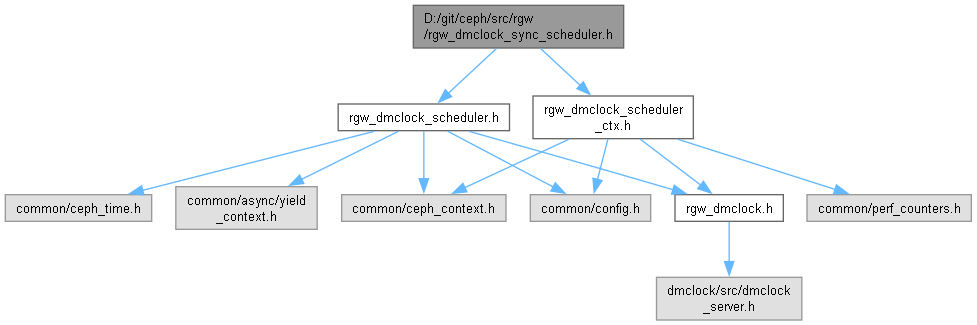 D:/git/ceph/src/rgw
/rgw_dmclock_sync_scheduler.h
rgw_dmclock_scheduler.h
rgw_dmclock_scheduler
_ctx.h
common/ceph_time.h
common/async/yield
_context.h
common/ceph_context.h
common/config.h
rgw_dmclock.h
common/perf_counters.h
dmclock/src/dmclock
_server.h